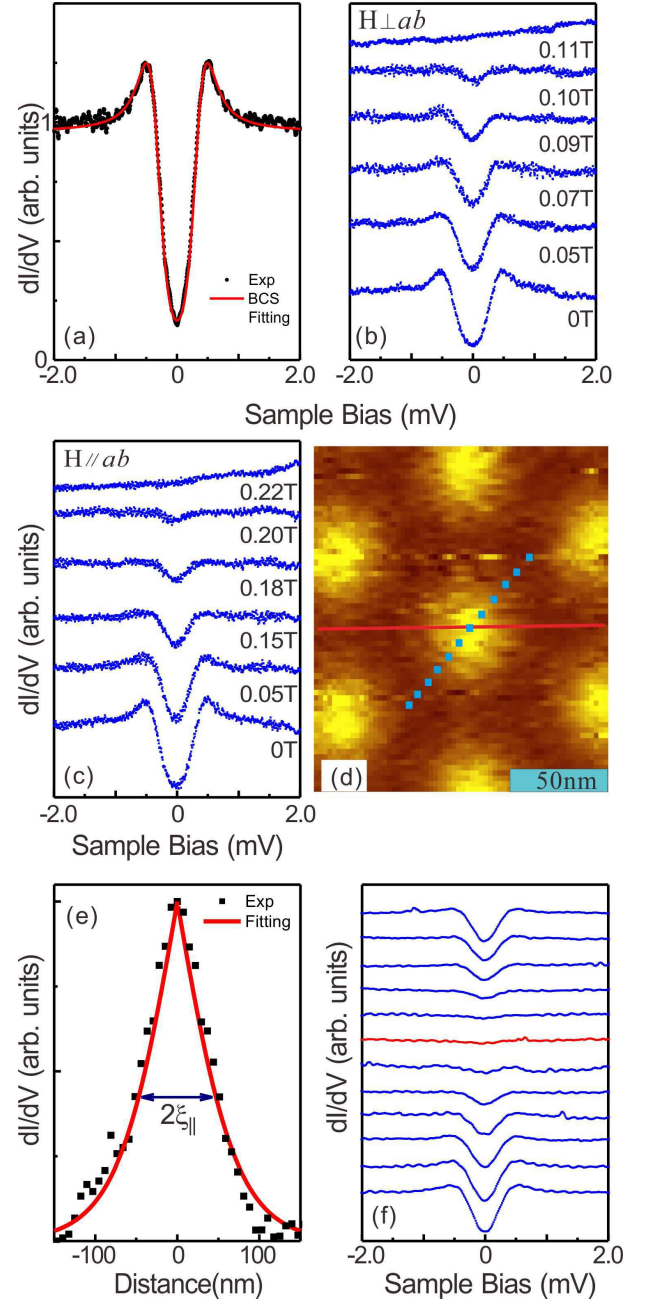 dI/dV (arb. units)
1
0
Exp
BCS
Fitting
(a)
-2.0
0
2.0
H⊥ab
0.11T
0.10T
0.09T
0.07T
0.05T
0T
(b)
-2.0
0
2.0
Sample Bias (mV)
dI/dV (arb. units)
H//ab
0.22T
0.20T
0.18T
0.15T
0.05T
0T
(c)
-2.0
0
2.0
Sample Bias (mV)
(d)
50nm
dI/dV (arb. units)
(e)
Exp
Fitting
2ξ||
-100
0
100
Distance(nm)
dI/dV (arb. units)
(f)
-2.0
0
2.0
Sample Bias (mV)